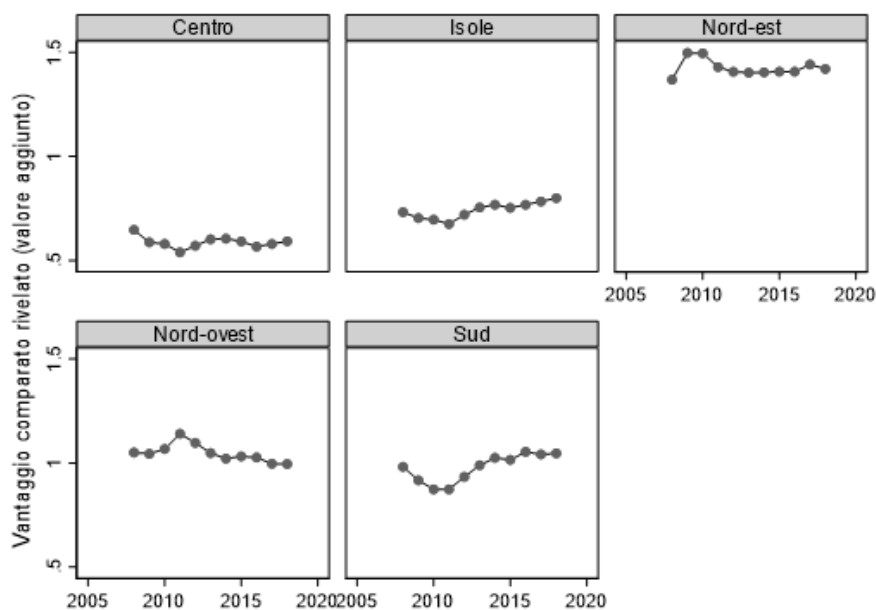 Vantaggio comparato rivelato (valore aggiunto)
Centro
Isole
Nord-est
1.5
1
.5
2005 2010 2015 2020
Nord-ovest
Sud
1.5
1
.5
2005 2010 2015 2020
2005 2010 2015 2020